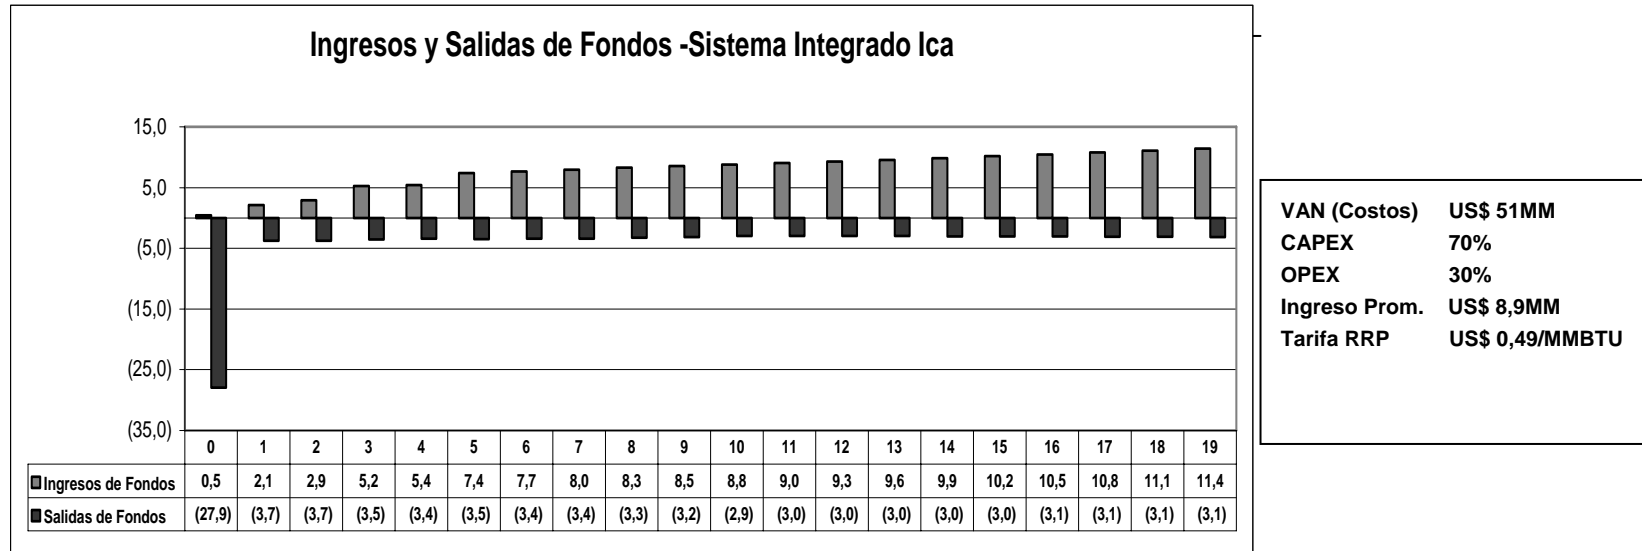 Ingresos y Salidas de Fondos -Sistema Integrado Ica
15,0
5,0
(5,0)
(15,0)
(25,0)
(35,0)
0 1 2 3 4 5 6 7 8 9 10 11 12 13 14 15 16 17 18 19
Ingresos de Fondos 0,5 2,1 2,9 5,2 5,4 7,4 7,7 8,0 8,3 8,5 8,8 9,0 9,3 9,6 9,9 10,2 10,5 10,8 11,1 11,4
Salidas de Fondos (27,9) (3,7) (3,7) (3,5) (3,4) (3,5) (3,4) (3,4) (3,3) (3,2) (2,9) (3,0) (3,0) (3,0) (3,0) (3,0) (3,1) (3,1) (3,1) (3,1)
VAN (Costos) US$ 51MM
CAPEX 70%
OPEX 30%
Ingreso Prom. US$ 8,9MM
Tarifa RRP US$ 0,49/MMBTU